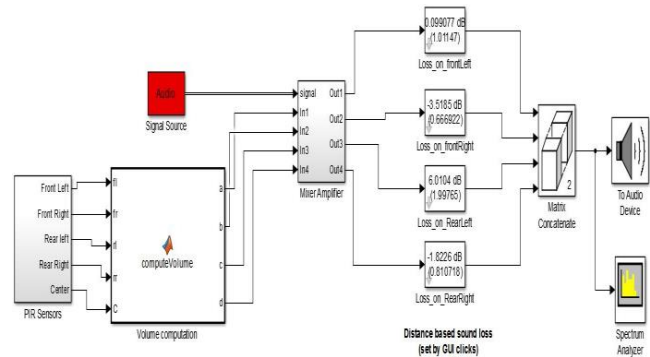 Front Left
Front Right
Rear left
Rear Right
Center
PIR Sensors
Audio
Signal Source
fl
fr
rl
rr
C
computeVolume
a
b
c
d
Volume computation
signal
In1
In2
In3
In4
Out1
Out2
Out3
Out4
Mixer Amplifier
0.099077 dB
(1.01147)
Loss_on_frontLeft
-3.5185 dB
(0.666922)
Loss_on_frontRight
6.0104 dB
(1.99765)
Loss_on_RearLeft
-1.8226 dB
(0.810718)
Loss_on_RearRight
Distance based sound loss
(set by GUI clicks)
2
Matrix
Concatenate
To Audio
Device
Spectrum
Analyzer